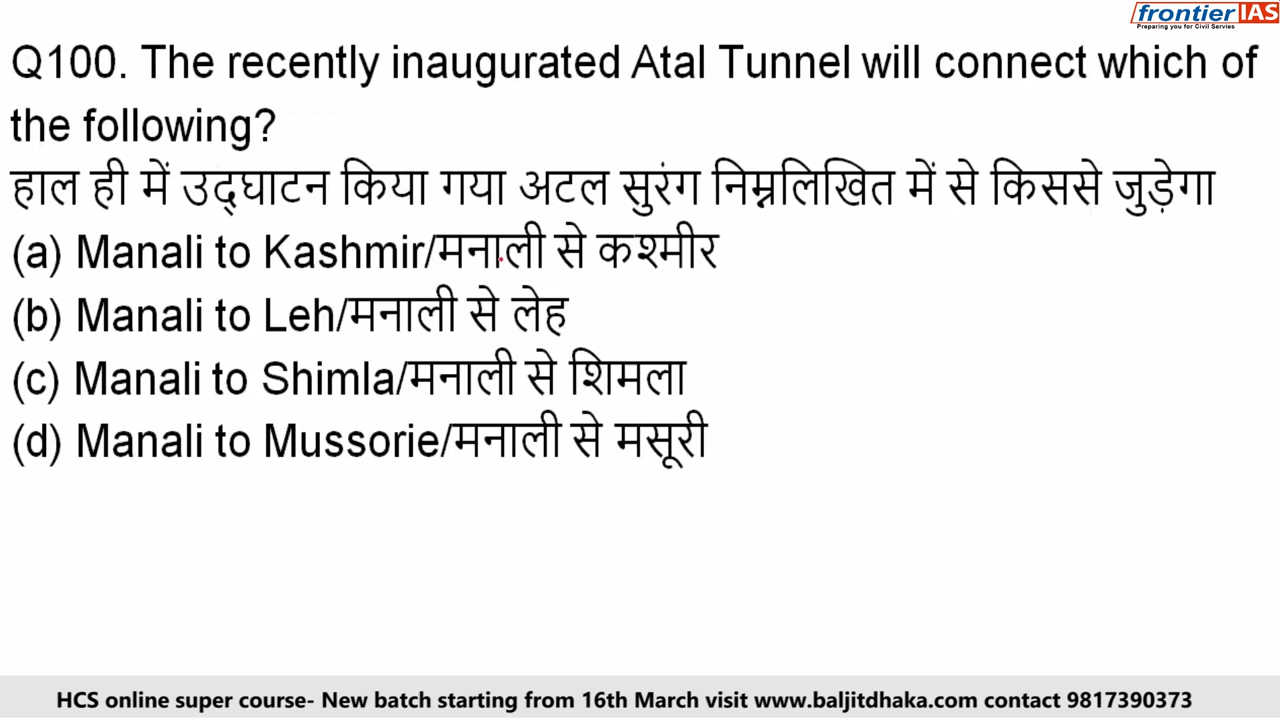 frontier IAS
Preparing you for Civil Servies
Q100. The recently inaugurated Atal Tunnel will connect which of
the following?
हाल ही में उद्घाटन किया गया अटल सुरंग निम्नलिखित में से किससे जुड़ेगा
(a) Manali to Kashmir/मनाली से कश्मीर
(b) Manali to Leh/मनाली से लेह
(c) Manali to Shimla/मनाली से शिमला
(d) Manali to Mussorie/मनाली से मसूरी
HCS online super course- New batch starting from 16th March visit www.baljitdhaka.com contact 9817390373